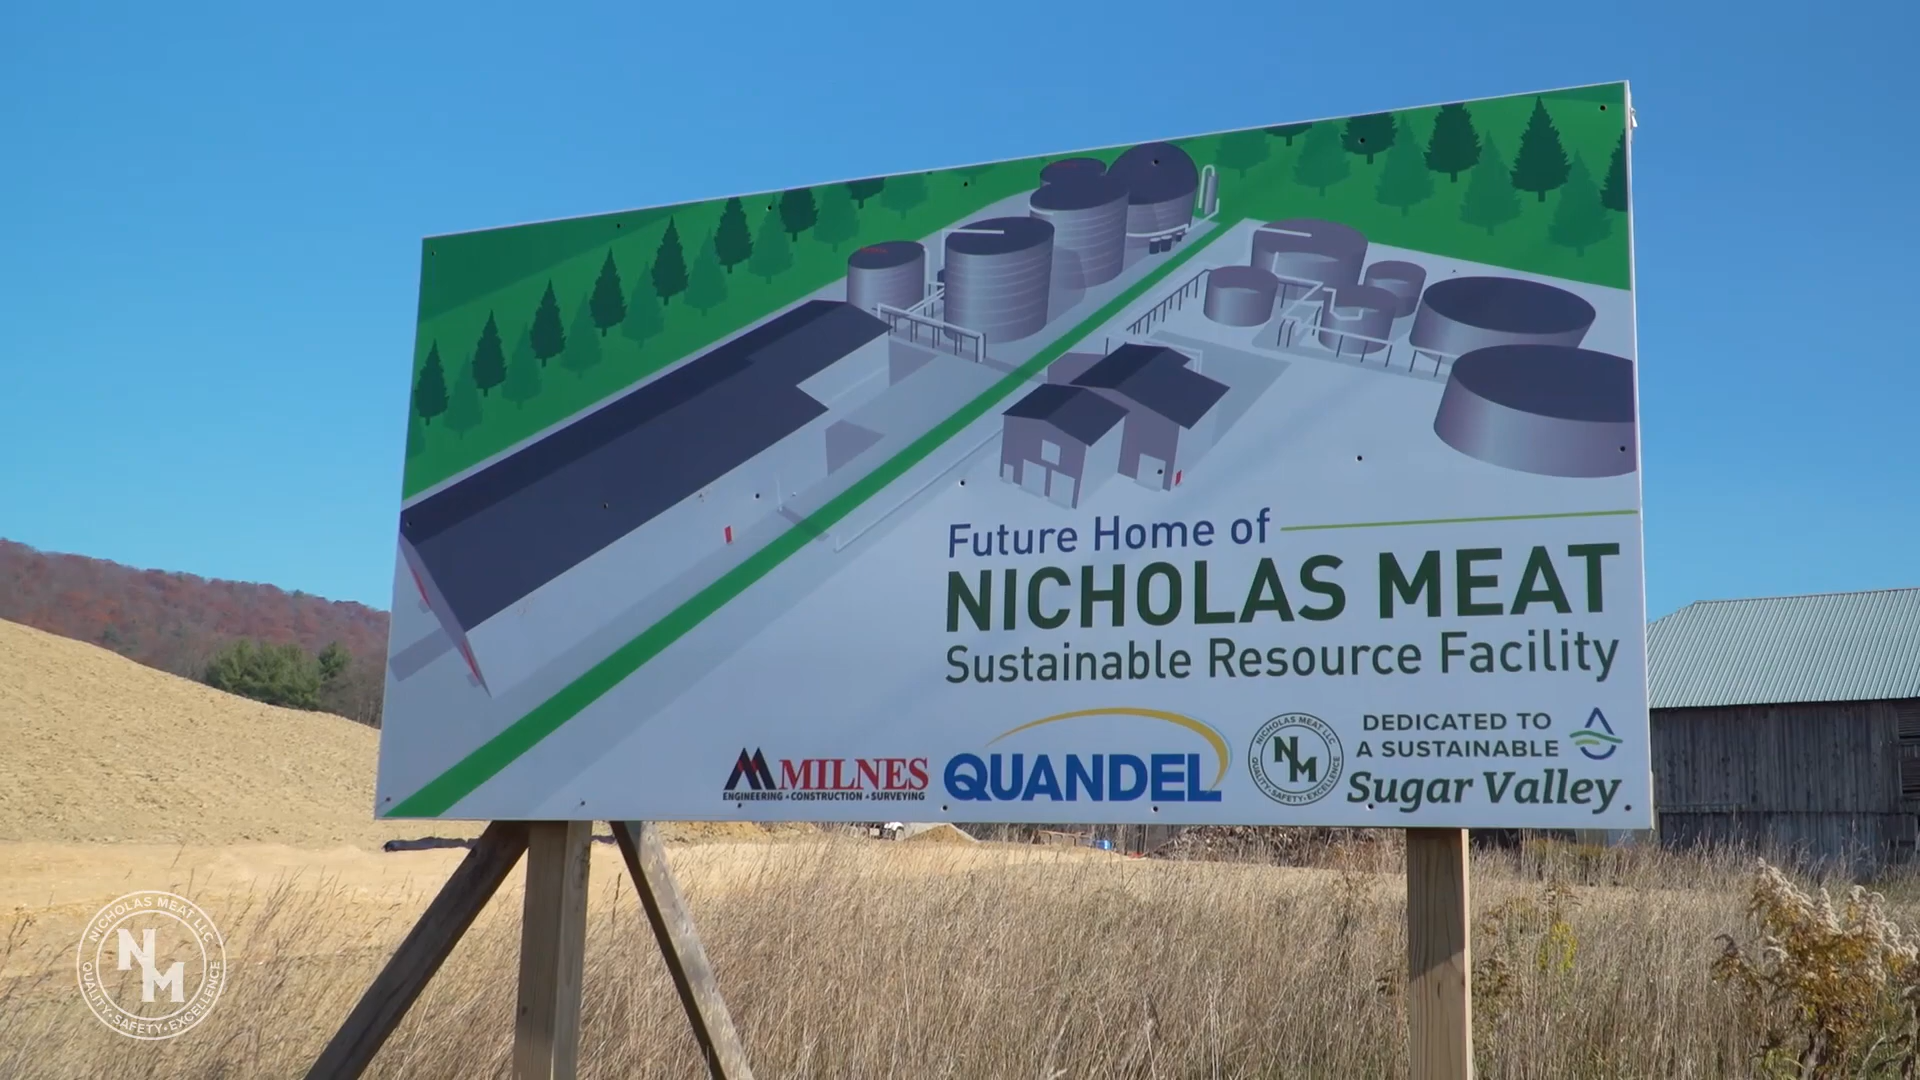 Future Home of
NICHOLAS MEAT
Sustainable Resource Facility
MILNES
ENGINEERING • CONSTRUCTION • SURVEYING
QUANDEL
NICHOLAS MEAT LLC
NM
QUALITY • SAFETY • EXCELLENCE
DEDICATED TO
A SUSTAINABLE
Sugar Valley
NICHOLAS MEAT LLC
NM
QUALITY • SAFETY • EXCELLENCE